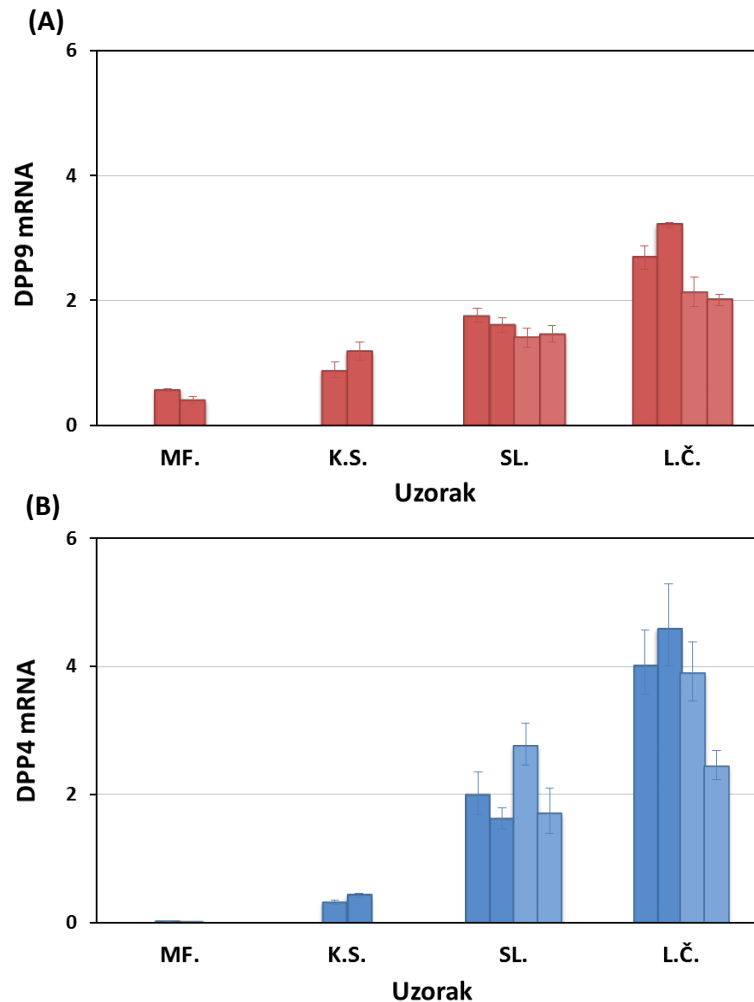 (A)
6
4
2
0
DPP9 mRNA
MF. K.S. SL. L.Č.
Uzorak
(B)
6
4
2
0
DPP4 mRNA
MF. K.S. SL. L.Č.
Uzorak